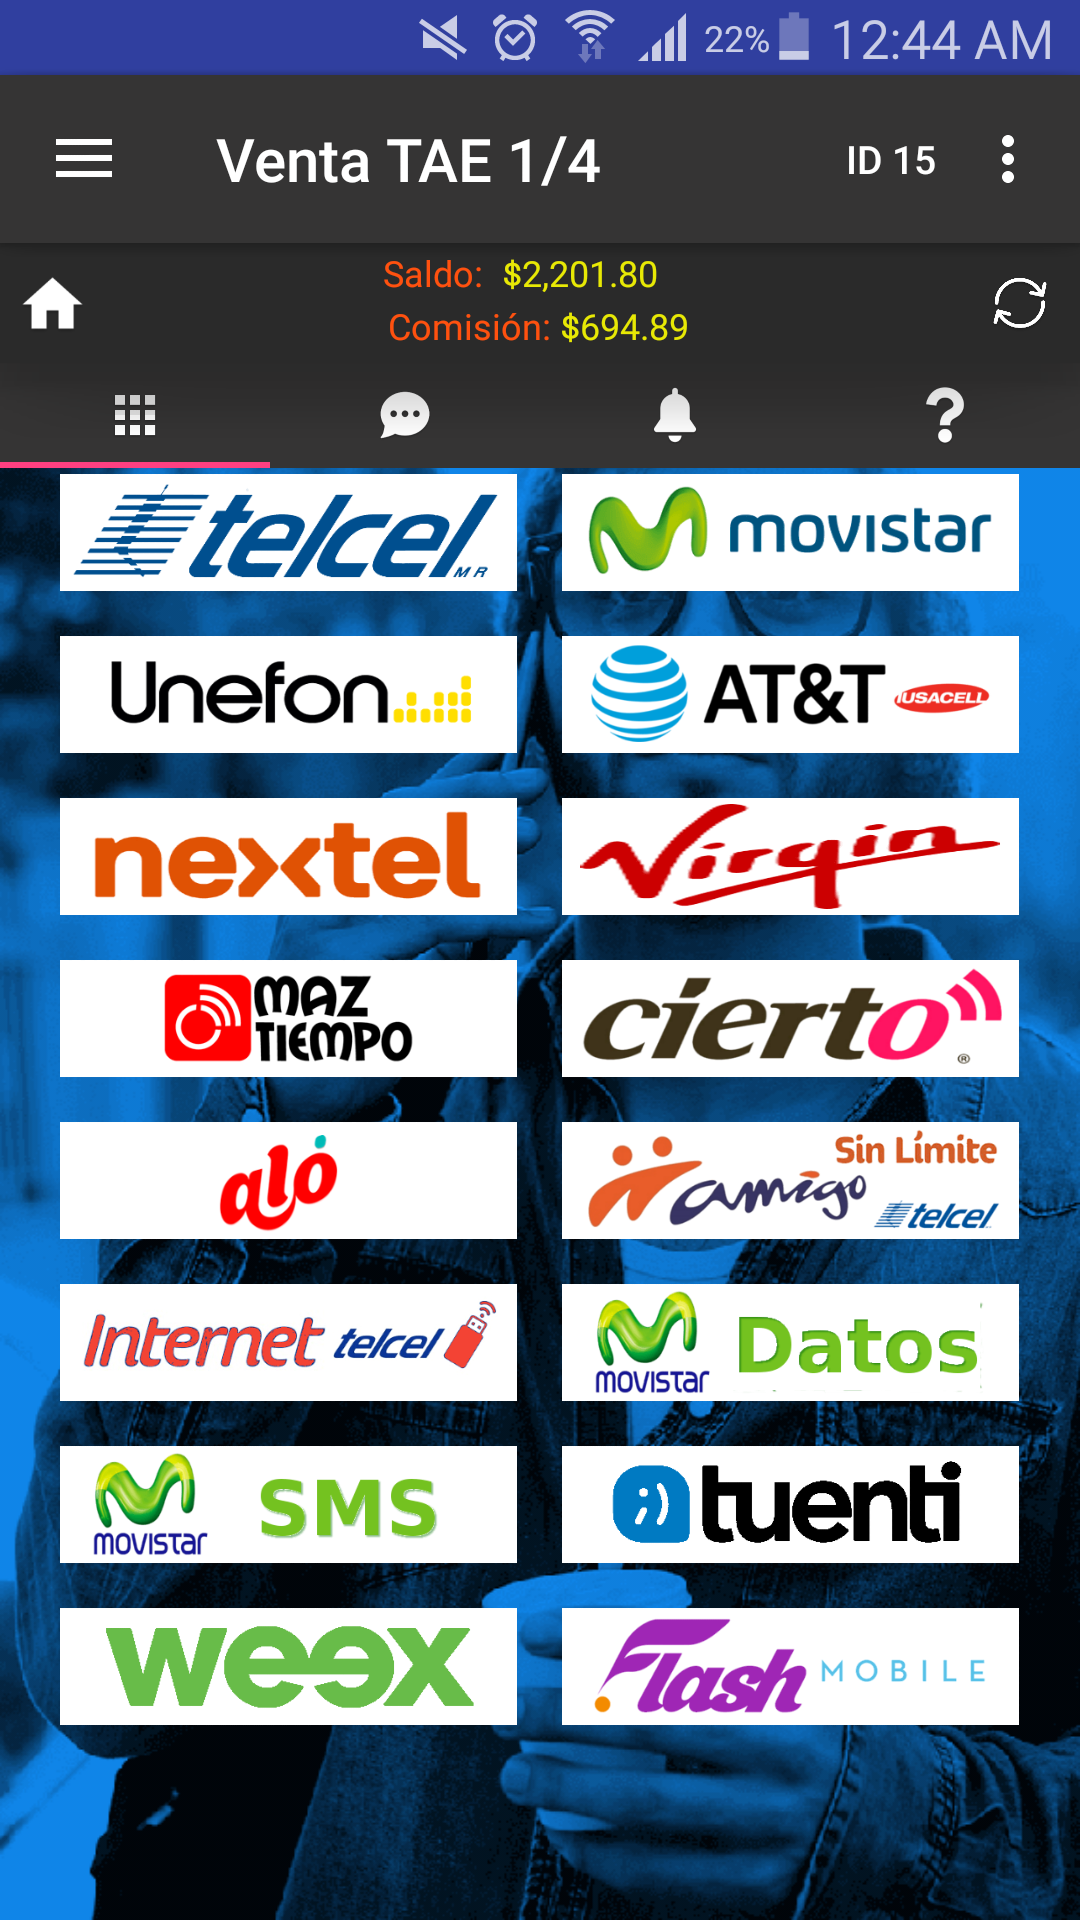 22% 12:44 AM
Venta TAE 1/4 ID 15
Saldo: $2,201.80
Comisión: $694.89
telcel MR
movistar
Unefon
AT&T IUSACELL
nextel
Virgin
MAZ
TIEMPO
cierto ®
aló
Sin Límite
amigo
telcel
Internet telcel
movistar Datos
movistar SMS
tuenti
weex
Flash MOBILE